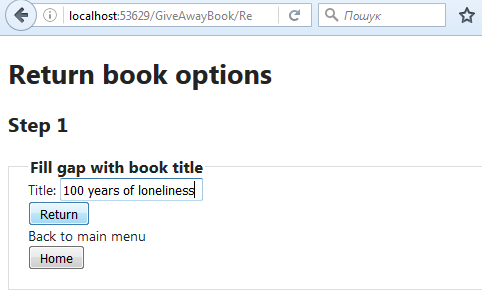 localhost:53629/GiveAwayBook/Re
Пошук
Return book options
Step 1
Fill gap with book title
Title: 100 years of loneliness
Return
Back to main menu
Home